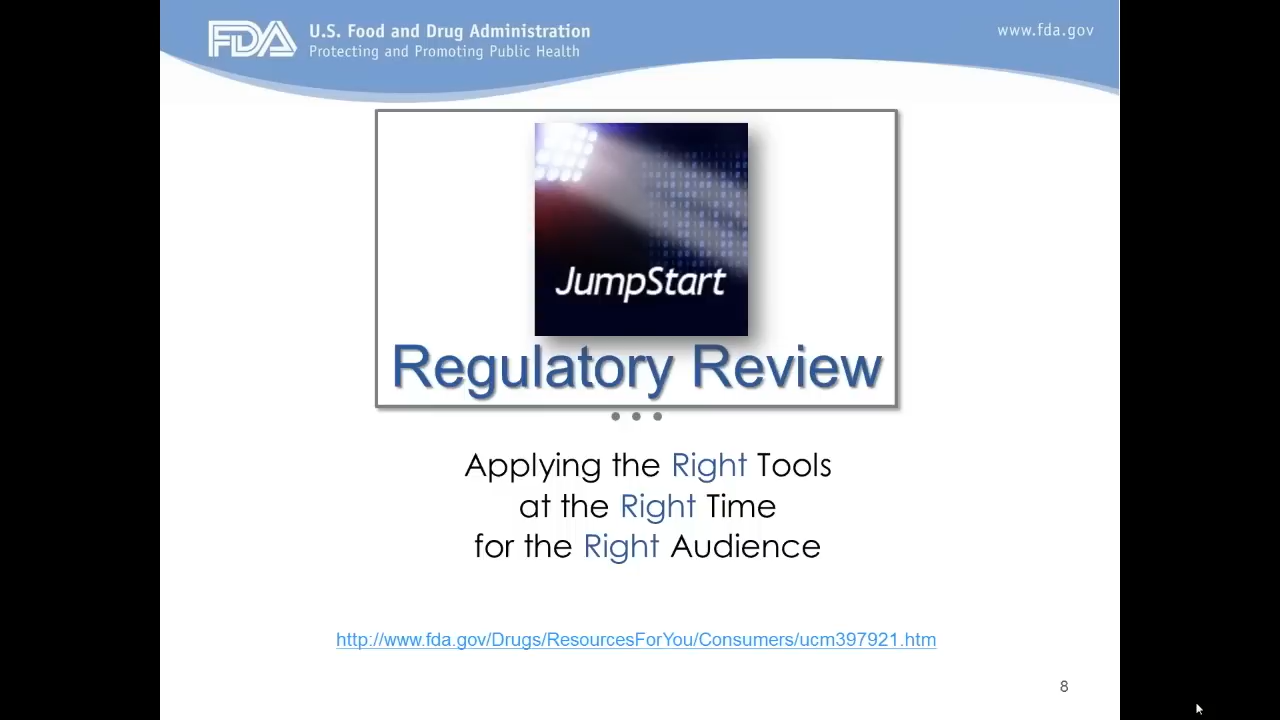 FDA
U.S. Food and Drug Administration
Protecting and Promoting Public Health
www.fda.gov
JumpStart
Regulatory Review
Applying the Right Tools
at the Right Time
for the Right Audience
http://www.fda.gov/Drugs/ResourcesForYou/Consumers/ucm397921.htm
8